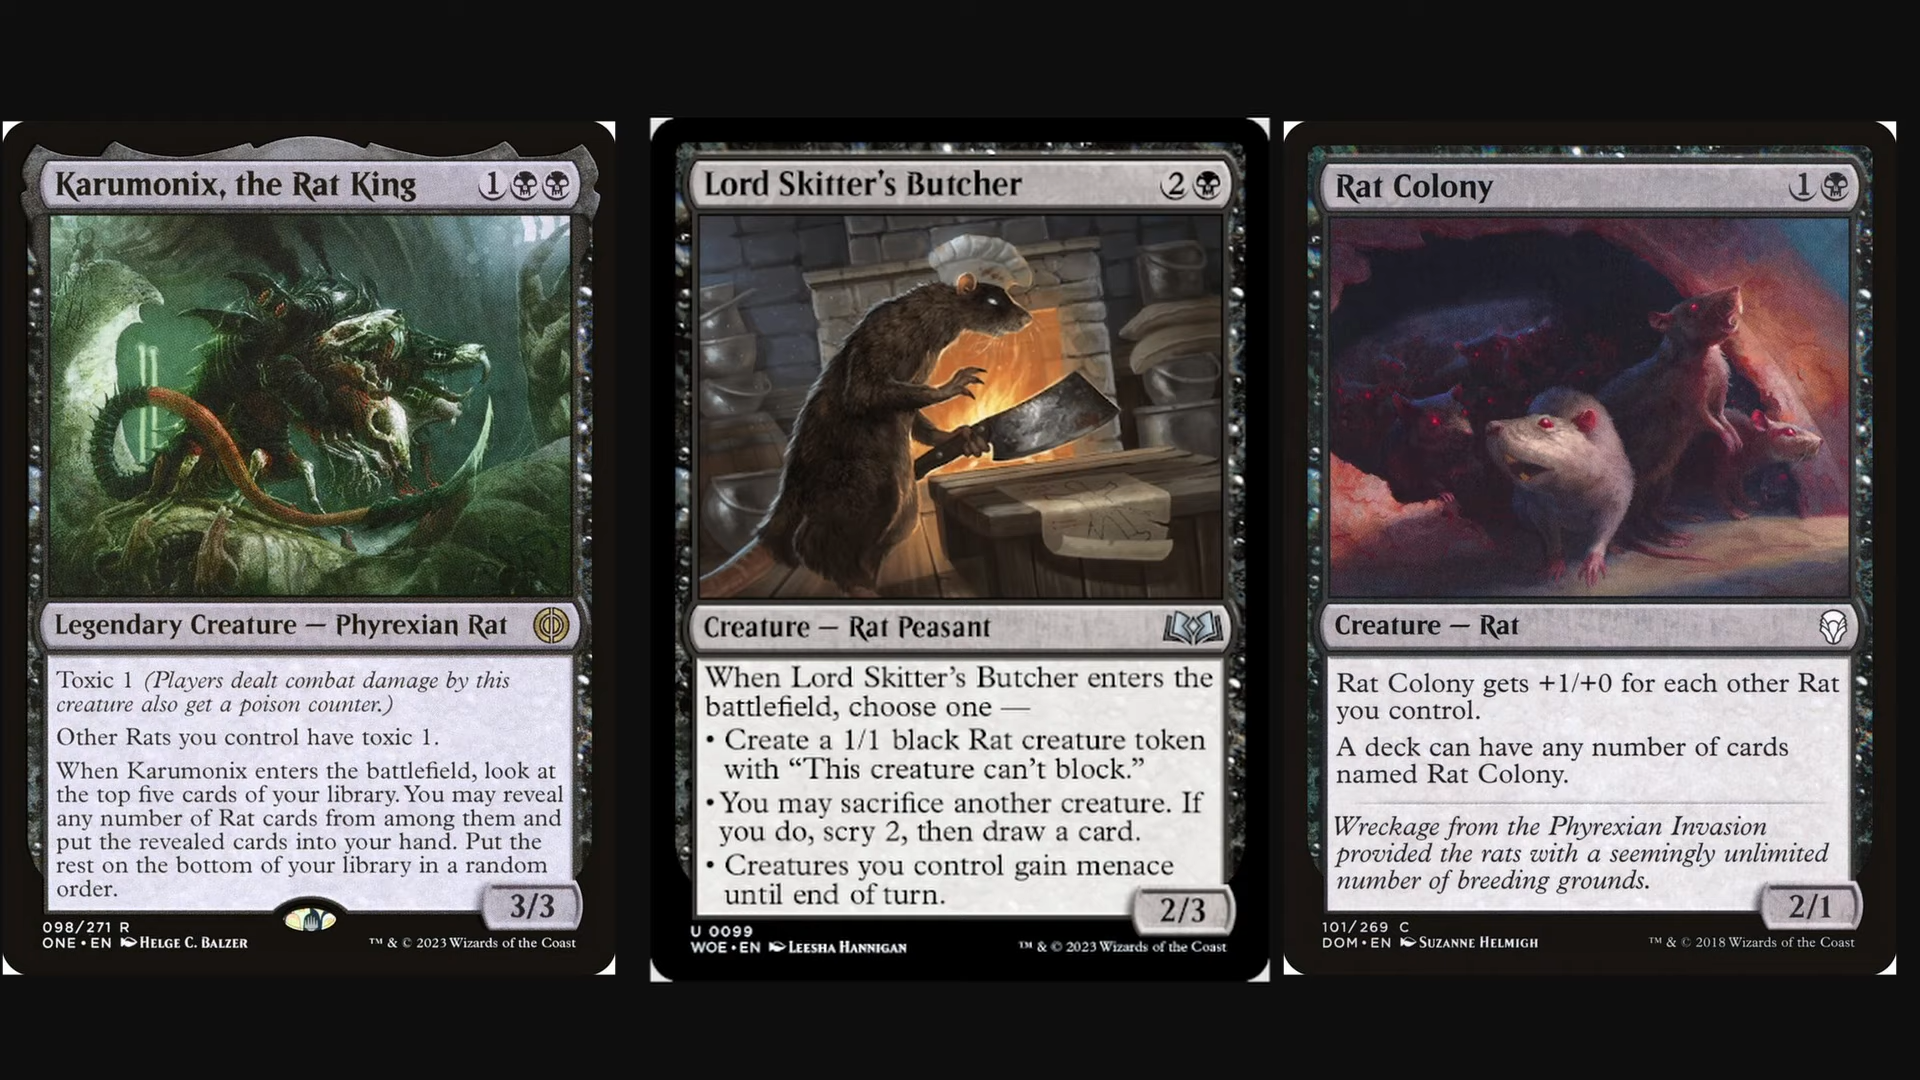 Karumonix, the Rat King 1
Legendary Creature — Phyrexian Rat
Toxic 1 (Players dealt combat damage by this
creature also get a poison counter.)
Other Rats you control have toxic 1.
When Karumonix enters the battlefield, look at
the top five cards of your library. You may reveal
any number of Rat cards from among them and
put the revealed cards into your hand. Put the
rest on the bottom of your library in a random
order.
3/3
098/271 R
ONE • EN HELGE C. BALZER
™ & © 2023 Wizards of the Coast
Lord Skitter's Butcher 2
Creature — Rat Peasant
When Lord Skitter's Butcher enters the
battlefield, choose one —
• Create a 1/1 black Rat creature token
with “This creature can't block.”
• You may sacrifice another creature. If
you do, scry 2, then draw a card.
• Creatures you control gain menace
until end of turn.
2/3
U 0099
WOE • EN LEESHA HANNIGAN
™ & © 2023 Wizards of the Coast
Rat Colony 1
Creature — Rat
Rat Colony gets +1/+0 for each other Rat
you control.
A deck can have any number of cards
named Rat Colony.
Wreckage from the Phyrexian Invasion
provided the rats with a seemingly unlimited
number of breeding grounds.
2/1
101/269 C
DOM • EN SUZANNE HELMIGH
™ & © 2018 Wizards of the Coast